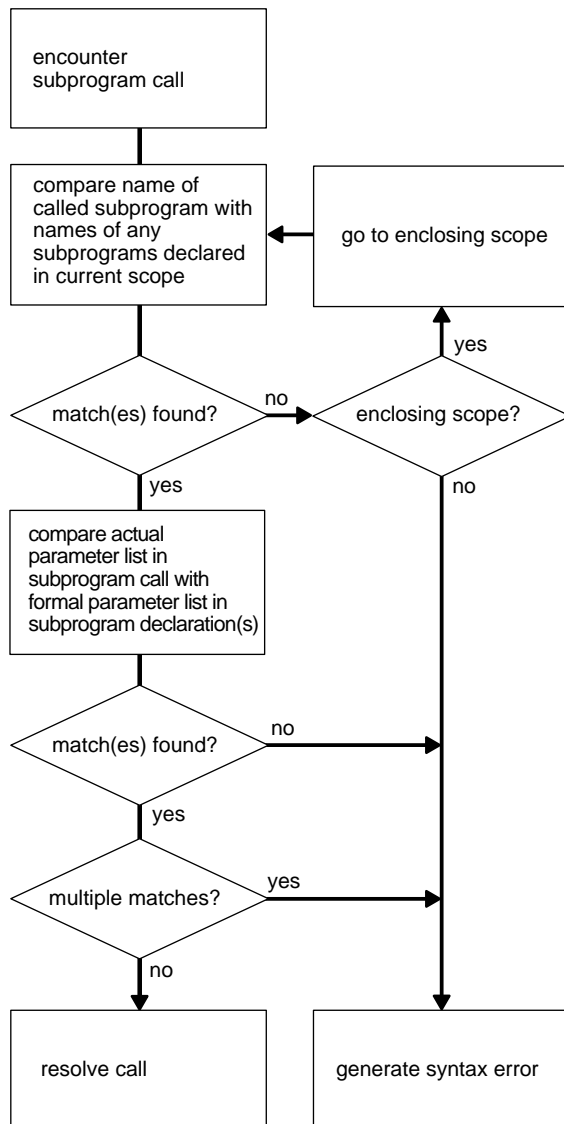 encounter
subprogram call
compare name of
called subprogram with
names of any
subprograms declared
in current scope
go to enclosing scope
yes
match(es) found?
no
enclosing scope?
yes
no
compare actual
parameter list in
subprogram call with
formal parameter list in
subprogram declaration(s)
match(es) found?
no
yes
multiple matches?
yes
no
resolve call
generate syntax error